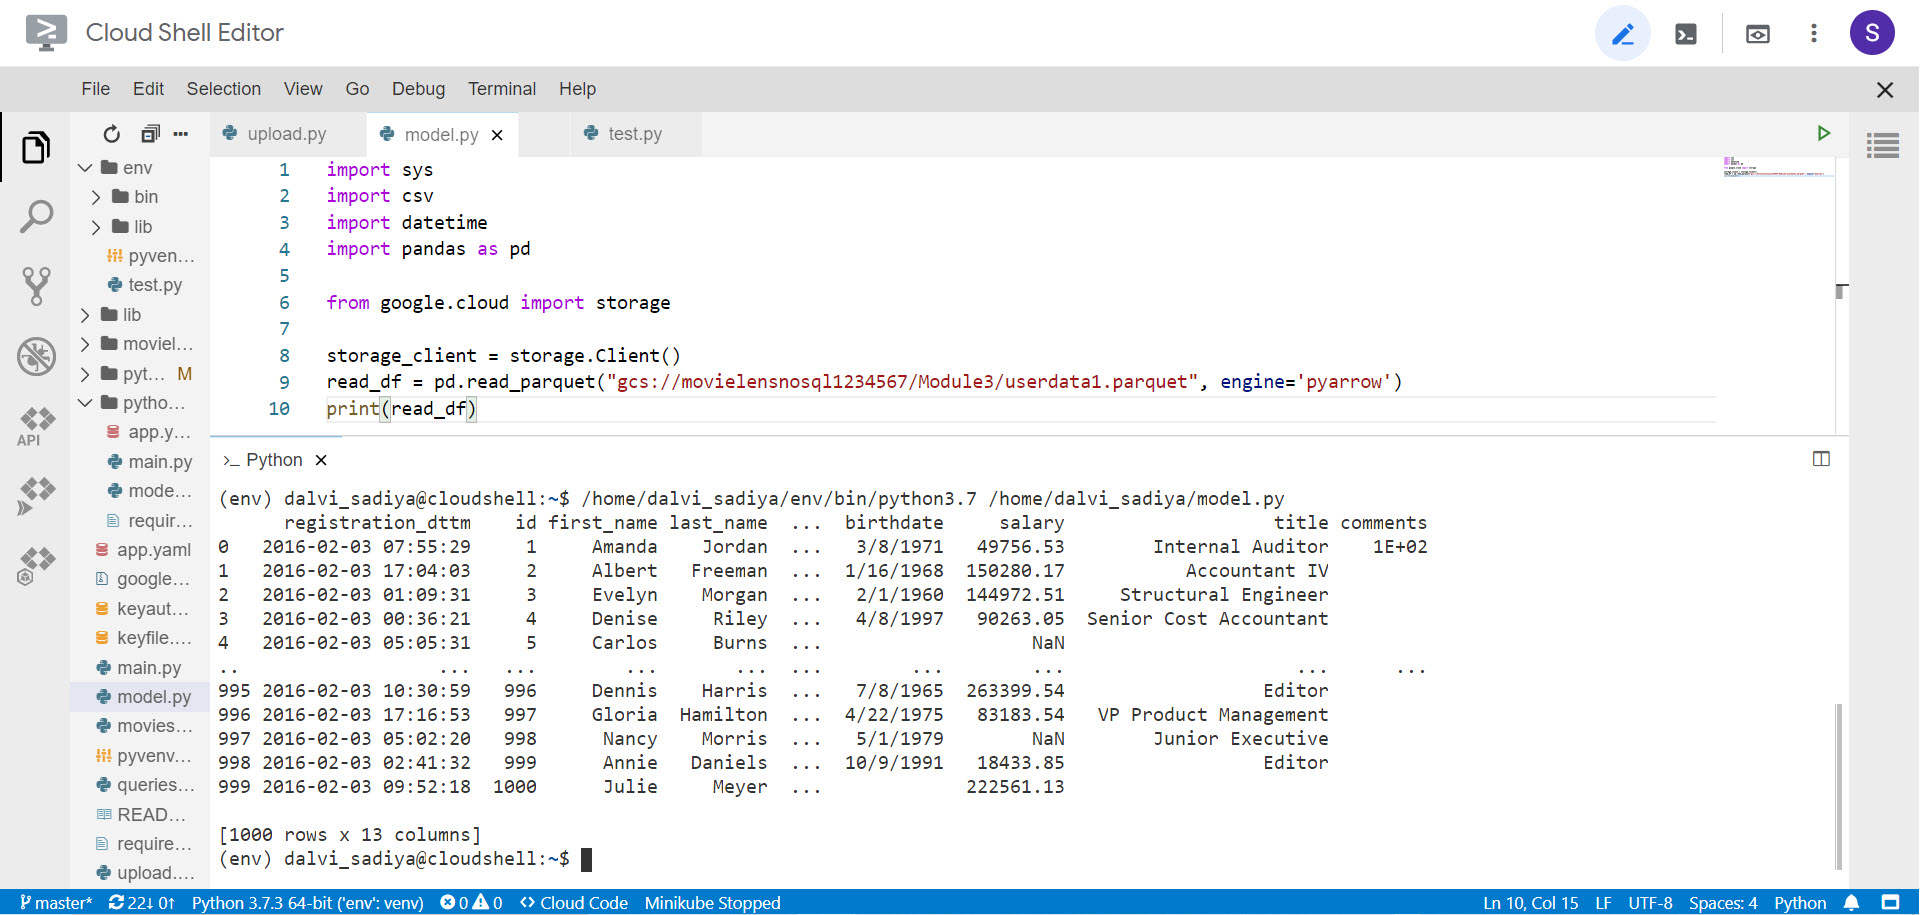 Cloud Shell Editor
S
File Edit Selection View Go Debug Terminal Help
upload.py
model.py
test.py
env
bin
lib
pyven...
test.py
lib
moviel...
pyt... M
pytho...
app.y...
main.py
mode...
requir...
app.yaml
google...
keyaut...
keyfile....
main.py
model.py
movies...
pyvenv...
queries...
READ...
require...
upload....
API
1 import sys
2 import csv
3 import datetime
4 import pandas as pd
5
6 from google.cloud import storage
7
8 storage_client = storage.Client()
9 read_df = pd.read_parquet("gcs://movielensnosql1234567/Module3/userdata1.parquet", engine='pyarrow')
10 print(read_df)
>_ Python
(env) dalvi_sadiya@cloudshell:~$ /home/dalvi_sadiya/env/bin/python3.7 /home/dalvi_sadiya/model.py
registration_dttm id first_name last_name ... birthdate salary title comments
0 2016-02-03 07:55:29 1 Amanda Jordan ... 3/8/1971 49756.53 Internal Auditor 1E+02
1 2016-02-03 17:04:03 2 Albert Freeman ... 1/16/1968 150280.17 Accountant IV
2 2016-02-03 01:09:31 3 Evelyn Morgan ... 2/1/1960 144972.51 Structural Engineer
3 2016-02-03 00:36:21 4 Denise Riley ... 4/8/1997 90263.05 Senior Cost Accountant
4 2016-02-03 05:05:31 5 Carlos Burns ... NaN
.. ... ... ... ... ... ... ... ... ...
995 2016-02-03 10:30:59 996 Dennis Harris ... 7/8/1965 263399.54 Editor
996 2016-02-03 17:16:53 997 Gloria Hamilton ... 4/22/1975 83183.54 VP Product Management
997 2016-02-03 05:02:20 998 Nancy Morris ... 5/1/1979 NaN Junior Executive
998 2016-02-03 02:41:32 999 Annie Daniels ... 10/9/1991 18433.85 Editor
999 2016-02-03 09:52:18 1000 Julie Meyer ... 222561.13
[1000 rows x 13 columns]
(env) dalvi_sadiya@cloudshell:~$
master* 22↓ 0↑ Python 3.7.3 64-bit ('env': venv) 0 0 <> Cloud Code Minikube Stopped Ln 10, Col 15 LF UTF-8 Spaces: 4 Python